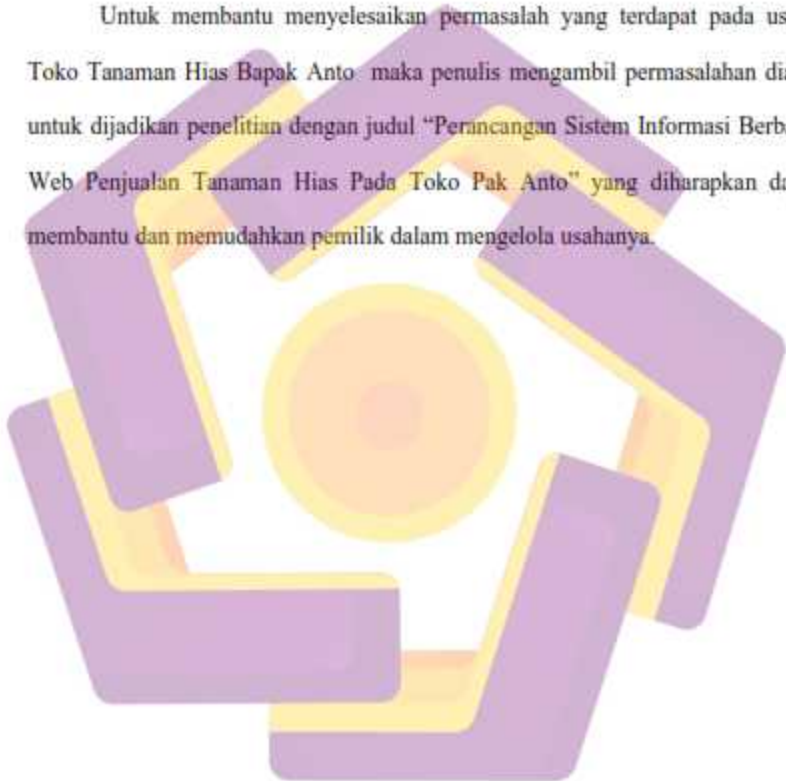 Untuk membantu menyelesaikan permasalah yang terdapat pada us
Toko Tanaman Hias Bapak Anto maka penulis mengambil permasalahan dia
untuk dijadikan penelitian dengan judul “Perancangan Sistem Informasi Berba
Web Penjualan Tanaman Hias Pada Toko Pak Anto” yang diharapkan da
membantu dan memudahkan pemilik dalam mengelola usahanya.